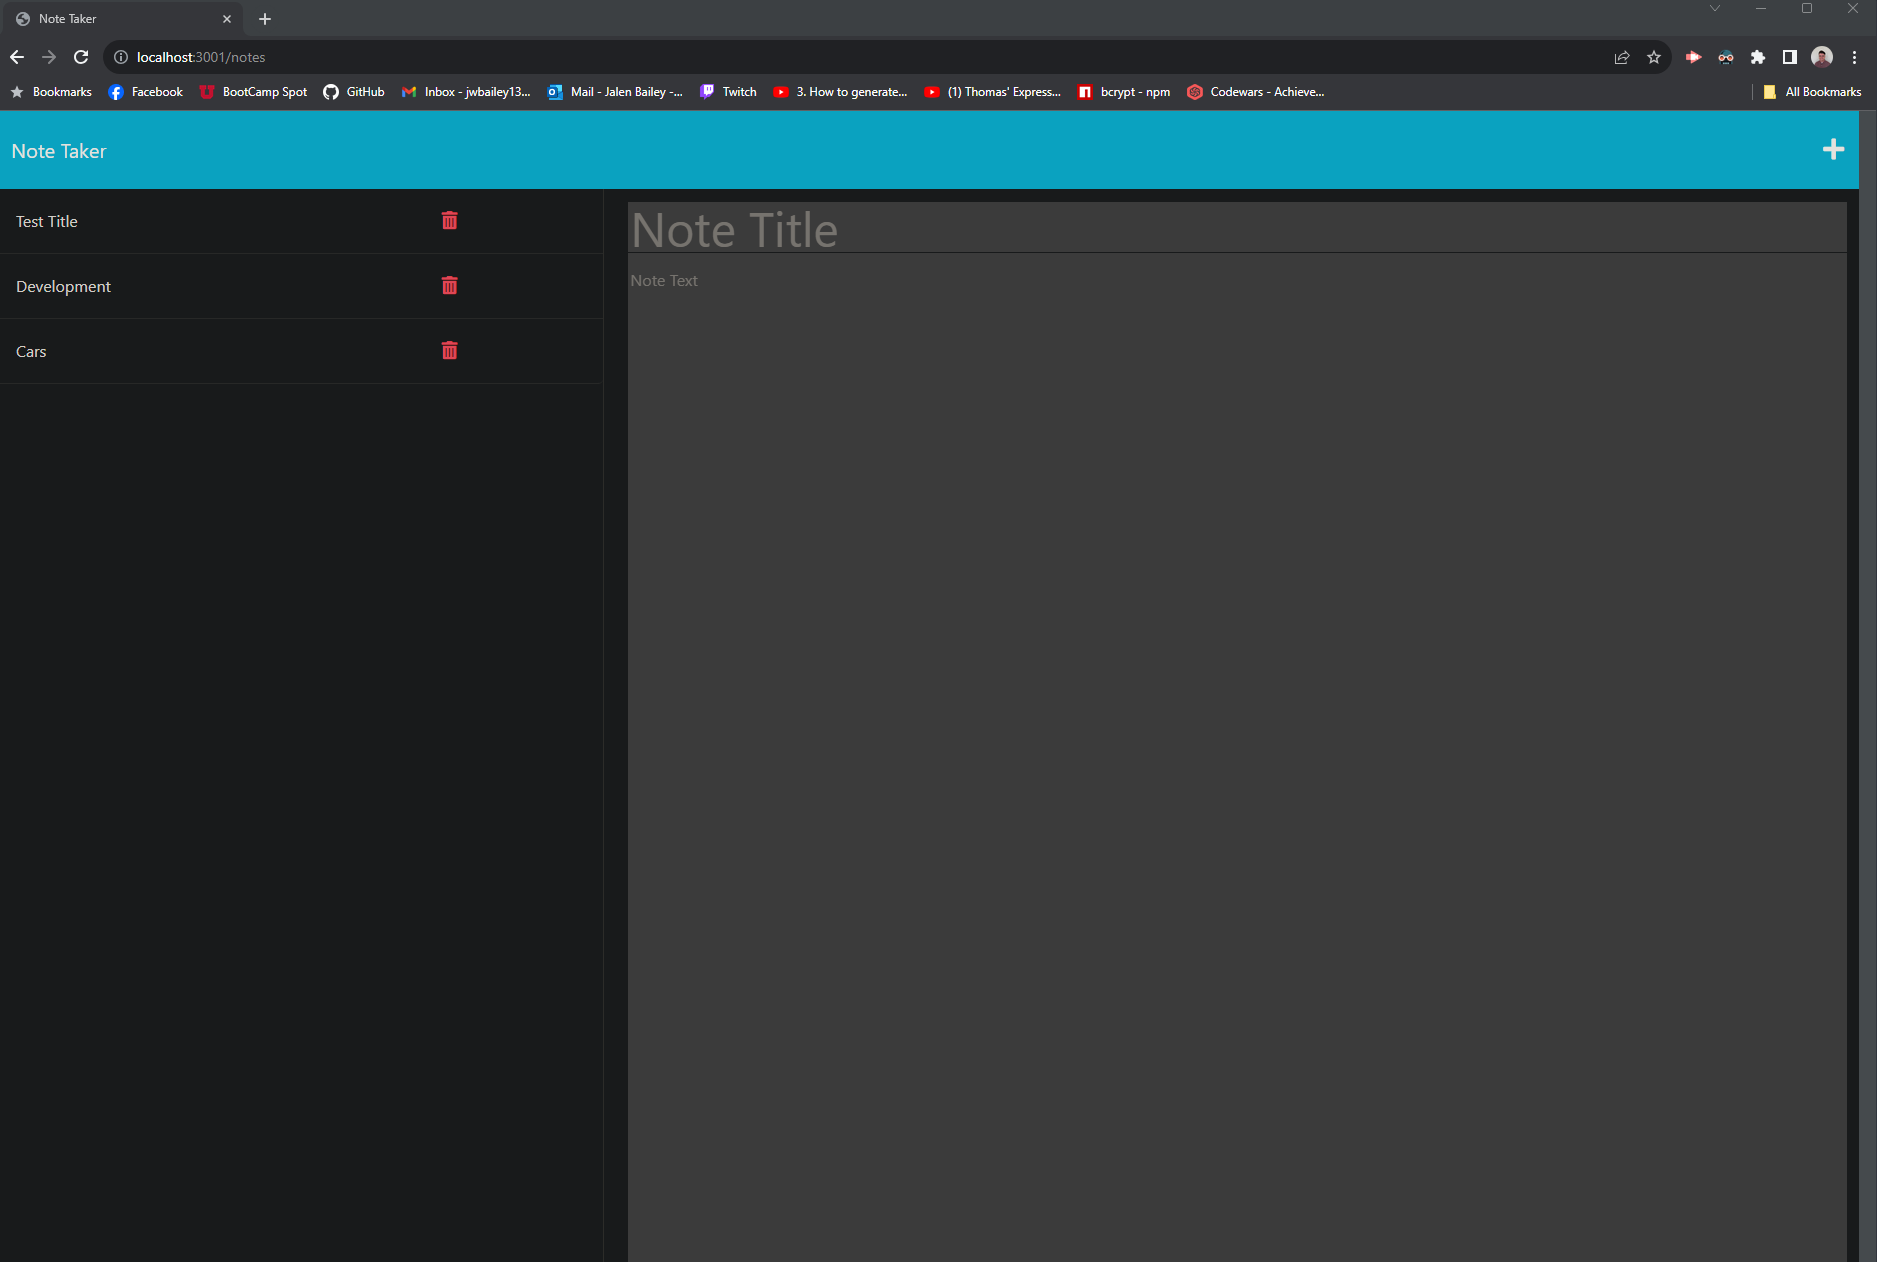 Note Taker
localhost:3001/notes
Bookmarks Facebook BootCamp Spot GitHub Inbox - jwbailey13... Mail - Jalen Bailey -... Twitch 3. How to generate... (1) Thomas' Express... bcrypt - npm Codewars - Achieve... All Bookmarks
Note Taker
Test Title
Development
Cars
Note Title
Note Text